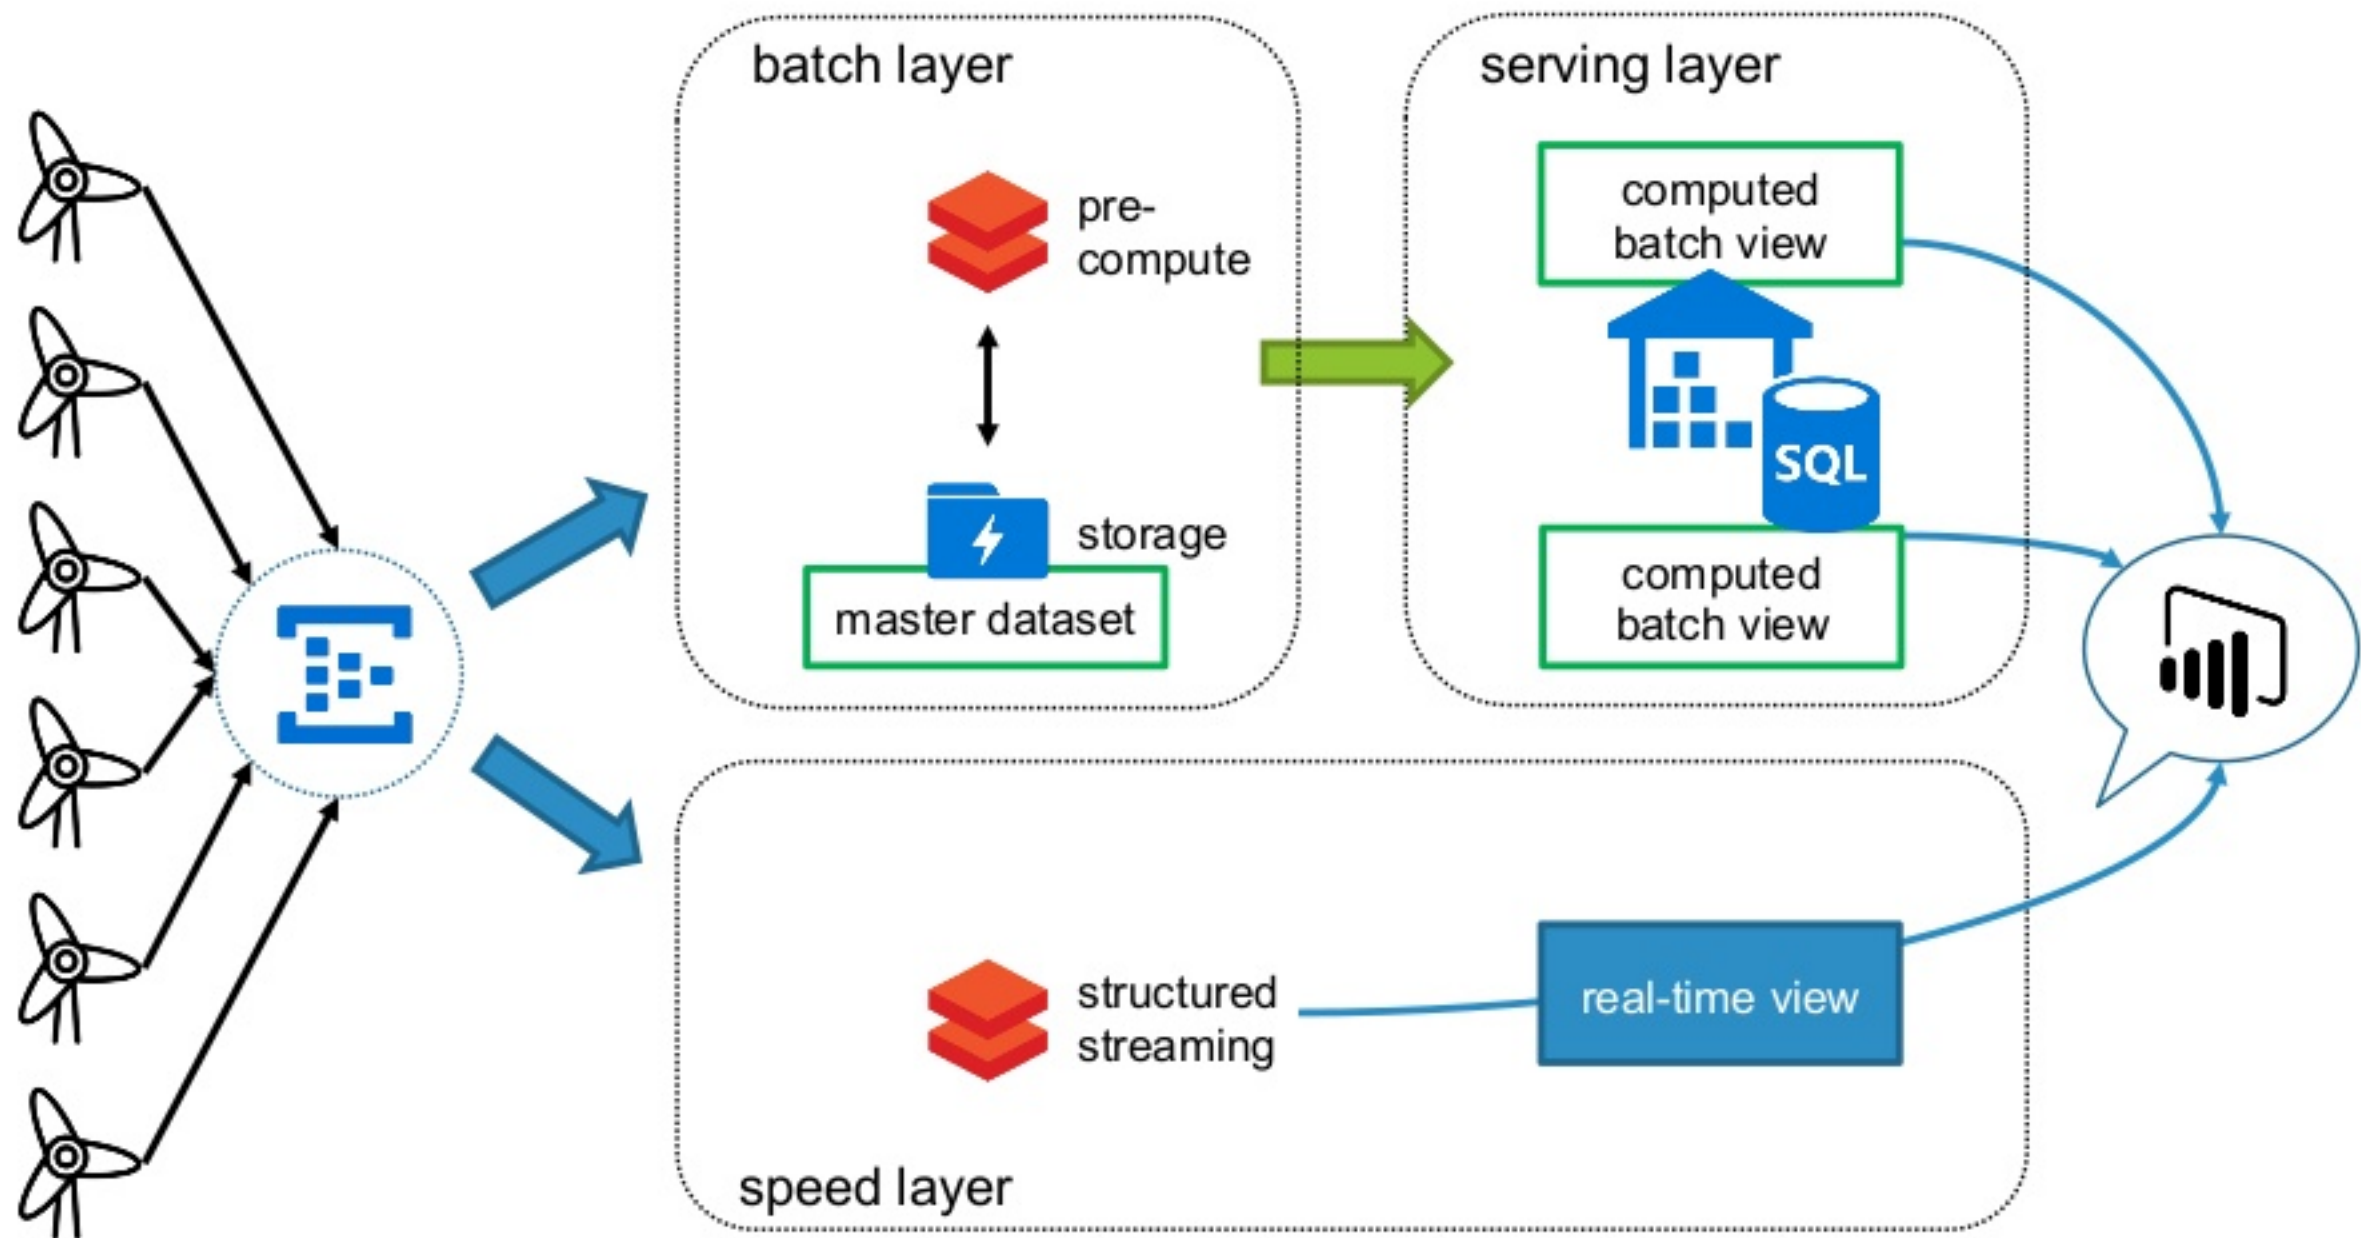 batch layer
pre-
compute
storage
master dataset
serving layer
computed
batch view
SQL
computed
batch view
structured
streaming
real-time view
speed layer